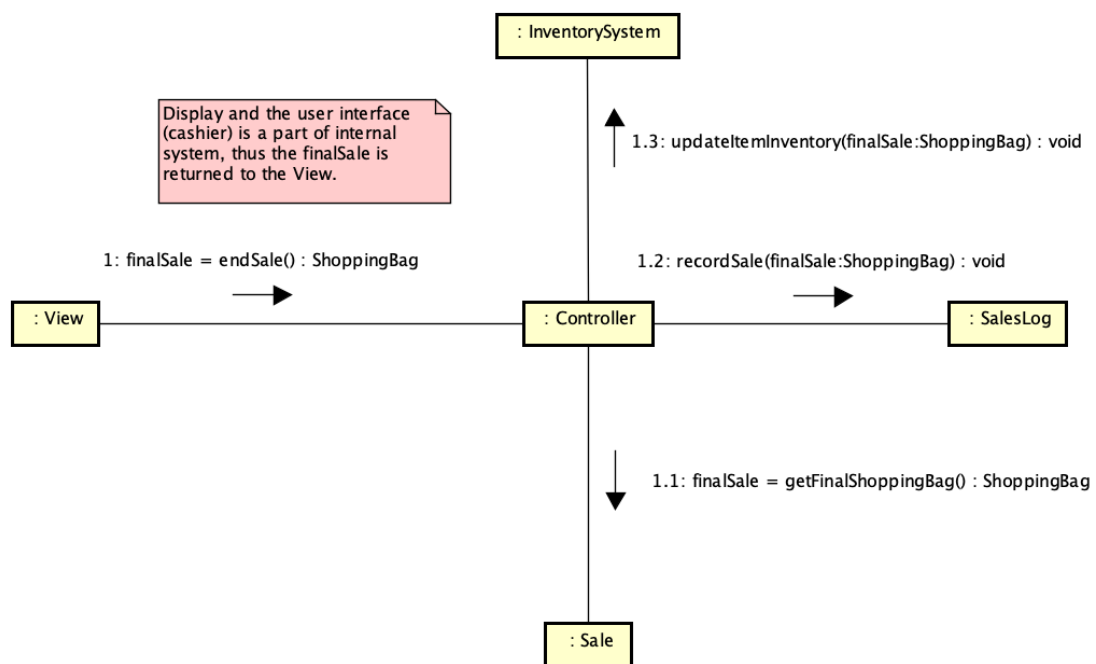 : InventorySystem
Display and the user interface
(cashier) is a part of internal
system, thus the finalSale is
returned to the View.
1.3: updateItemInventory(finalSale:ShoppingBag) : void
1: finalSale = endSale() : ShoppingBag
1.2: recordSale(finalSale:ShoppingBag) : void
: View
: Controller
: SalesLog
1.1: finalSale = getFinalShoppingBag() : ShoppingBag
: Sale